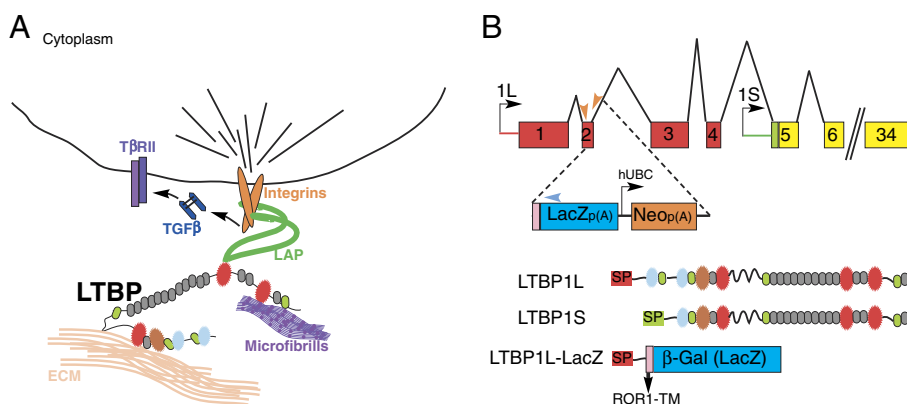 A
Cytoplasm
TβRII
Integrins
TGFβ
LAP
LTBP
Microfibrills
ECM
B
1L
1S
1
2
3
4
5
6
34
hUBC
LacZp(A)
Neop(A)
LTBP1L
SP
LTBP1S
SP
LTBP1L-LacZ
SP
β-Gal (LacZ)
ROR1-TM